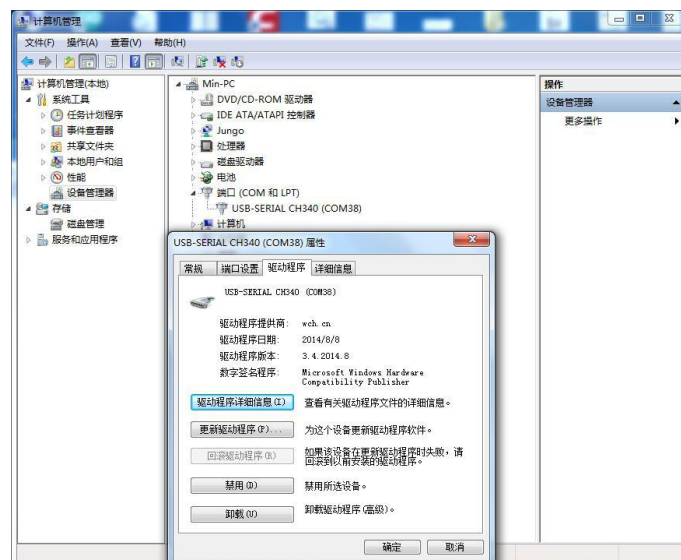 计算机管理
文件(F) 操作(A) 查看(V) 帮助(H)
计算机管理(本地)
系统工具
任务计划程序
事件查看器
共享文件夹
本地用户和组
性能
设备管理器
存储
磁盘管理
服务和应用程序
Min-PC
DVD/CD-ROM 驱动器
IDE ATA/ATAPI 控制器
Jungo
处理器
磁盘驱动器
电池
端口 (COM 和 LPT)
USB-SERIAL CH340 (COM38)
计算机
操作
设备管理器
更多操作
USB-SERIAL CH340 (COM38) 属性
常规 端口设置 驱动程序 详细信息
USB-SERIAL CH340 (COM38)
驱动程序提供商: wch.cn
驱动程序日期: 2014/8/8
驱动程序版本: 3.4.2014.8
数字签名程序: Microsoft Windows Hardware
Compatibility Publisher
驱动程序详细信息(I) 查看有关驱动程序文件的详细信息。
更新驱动程序(P)... 为这个设备更新驱动程序软件。
回滚驱动程序(R) 如果该设备在更新驱动程序时失败，请
回滚到以前安装的驱动程序。
禁用(D) 禁用所选设备。
卸载(U) 卸载驱动程序(高级)。
确定 取消